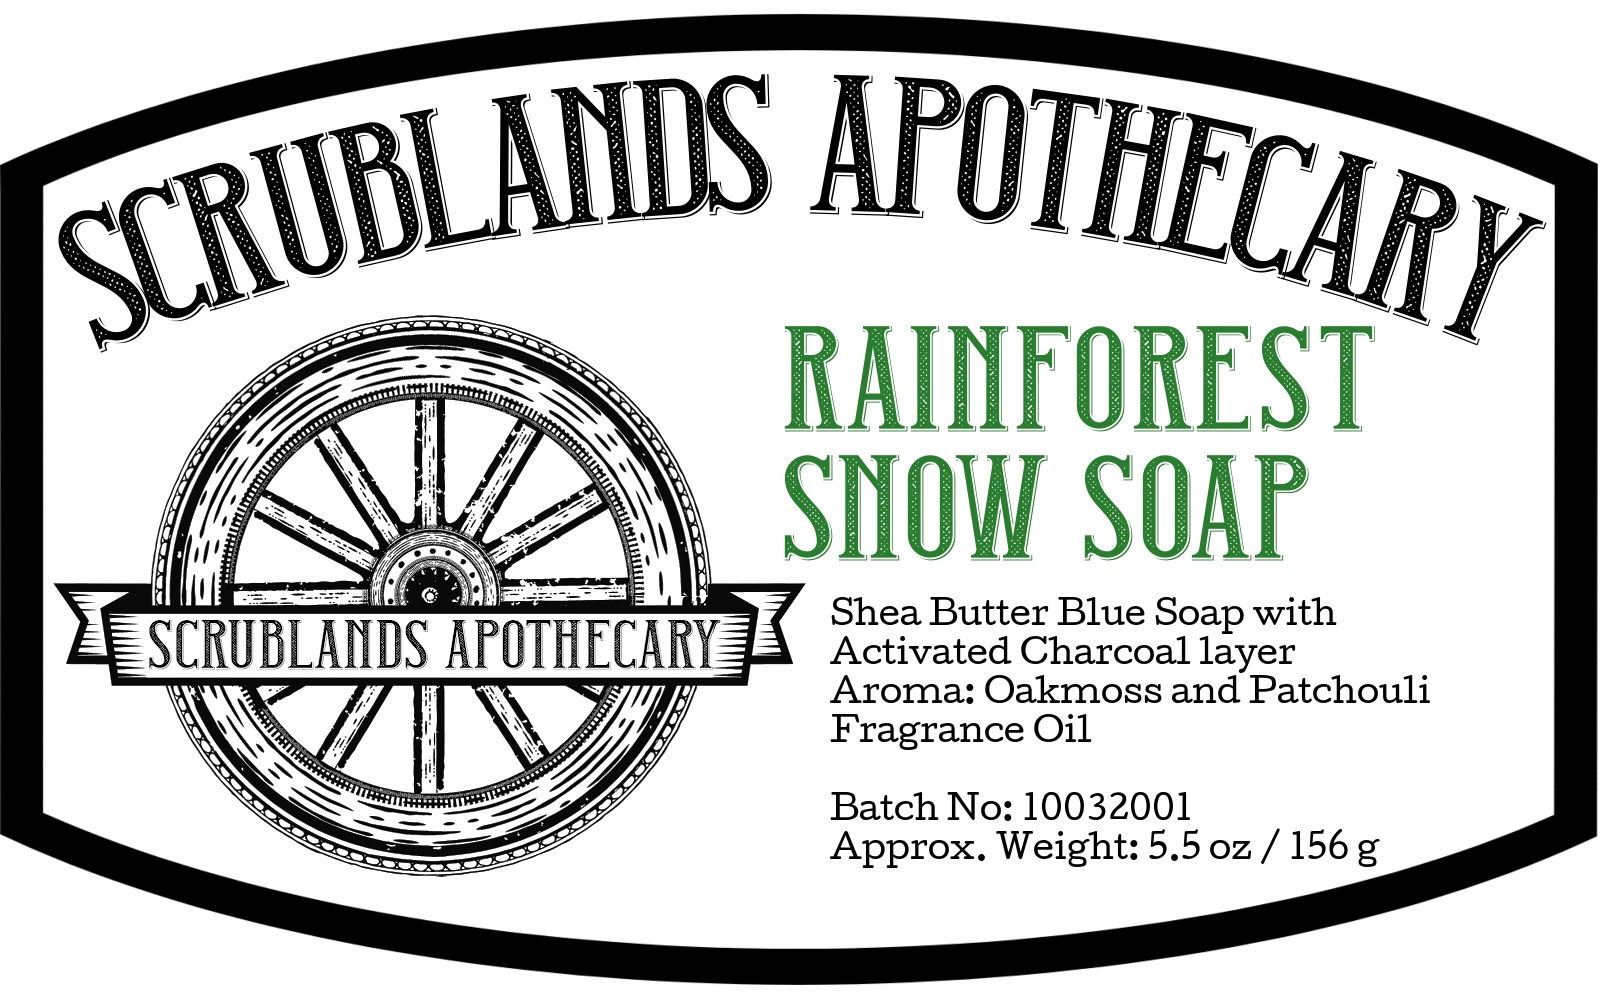 SCRUBLANDS APOTHECARY
RAINFOREST
SNOW SOAP
SCRUBLANDS APOTHECARY
Shea Butter Blue Soap with
Activated Charcoal layer
Aroma: Oakmoss and Patchouli
Fragrance Oil
Batch No: 10032001
Approx. Weight: 5.5 oz / 156 g